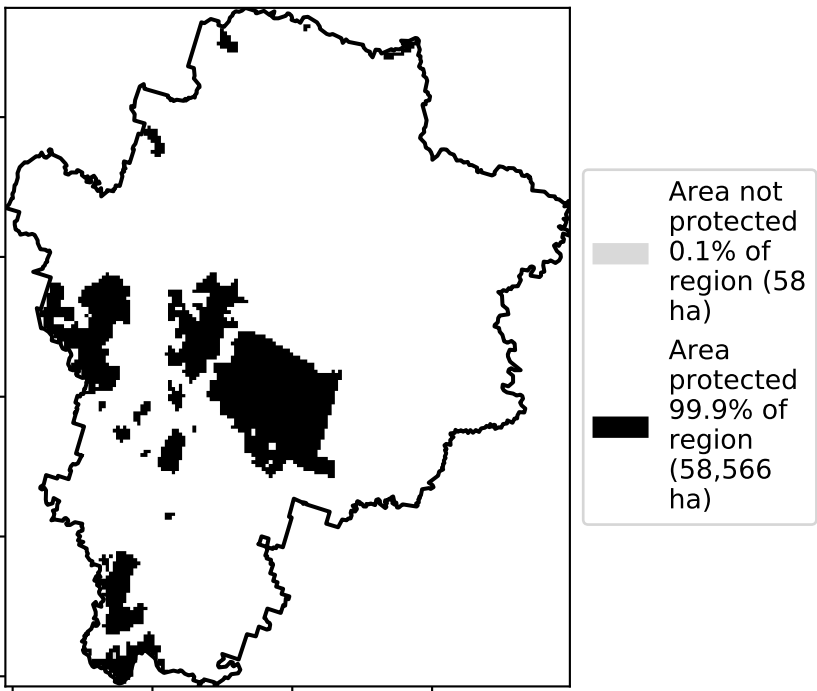 Area not
protected
0.1% of
region (58
ha)
Area
protected
99.9% of
region
(58,566
ha)